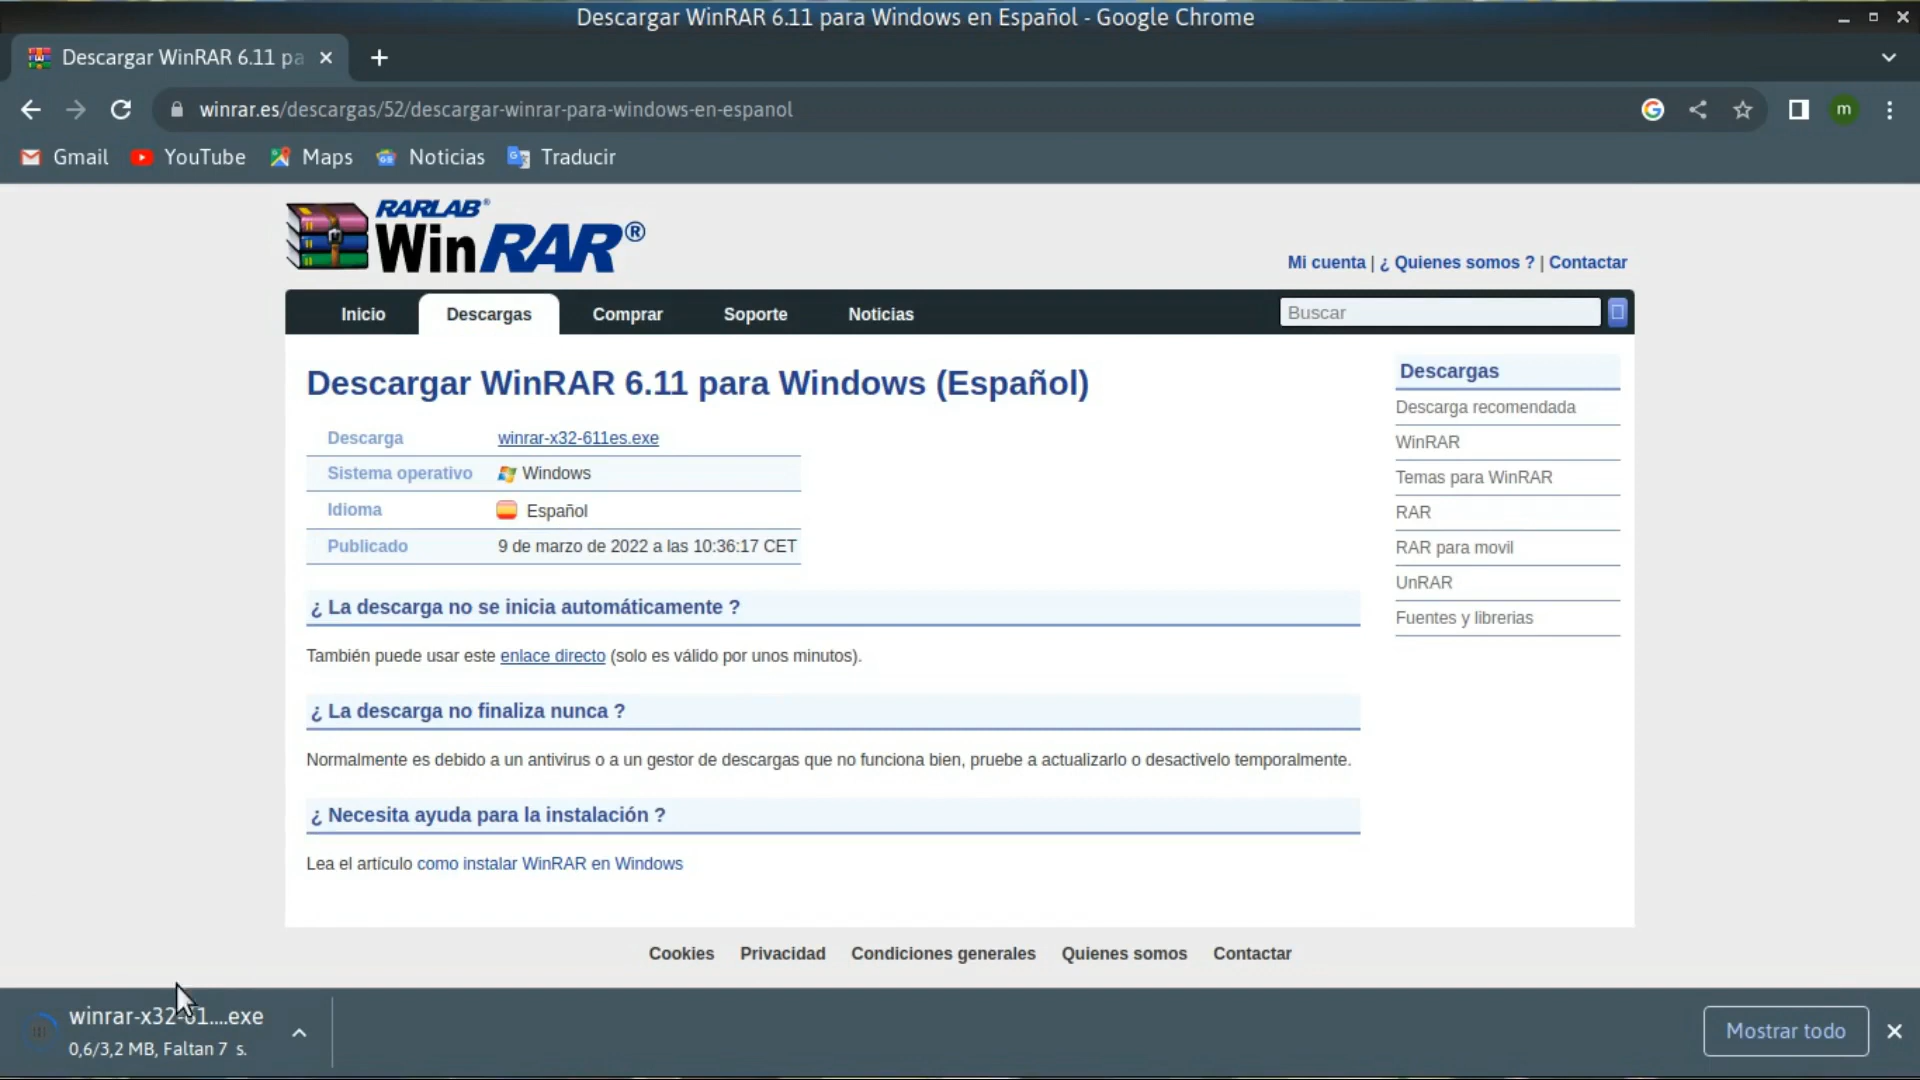 Descargar WinRAR 6.11 para Windows en Español - Google Chrome
Descargar WinRAR 6.11 pa
winrar.es/descargas/52/descargar-winrar-para-windows-en-espanol
m
Gmail YouTube Maps Noticias Traducir
RARLAB®
WinRAR®
Mi cuenta | ¿ Quienes somos ? | Contactar
Inicio Descargas Comprar Soporte Noticias Buscar
Descargar WinRAR 6.11 para Windows (Español)
Descarga winrar-x32-611es.exe
Sistema operativo Windows
Idioma Español
Publicado 9 de marzo de 2022 a las 10:36:17 CET
¿ La descarga no se inicia automáticamente ?
También puede usar este enlace directo (solo es válido por unos minutos).
¿ La descarga no finaliza nunca ?
Normalmente es debido a un antivirus o a un gestor de descargas que no funciona bien, pruebe a actualizarlo o desactivelo temporalmente.
¿ Necesita ayuda para la instalación ?
Lea el artículo como instalar WinRAR en Windows
Descargas
Descarga recomendada
WinRAR
Temas para WinRAR
RAR
RAR para movil
UnRAR
Fuentes y librerias
Cookies Privacidad Condiciones generales Quienes somos Contactar
winrar-x32-61....exe
0,6/3,2 MB, Faltan 7 s.
Mostrar todo